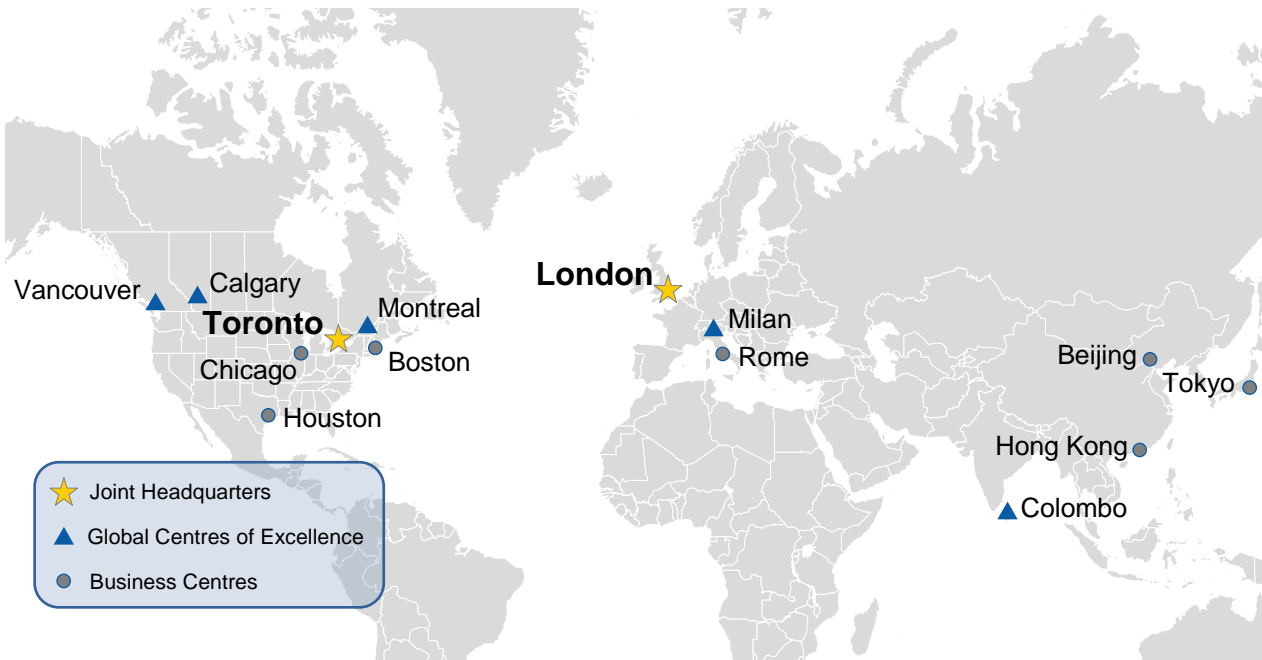 London
Calgary
Vancouver
Montreal
Toronto
Milan
Chicago
Boston
Rome
Beijing
Tokyo
Houston
Hong Kong
Colombo
Joint Headquarters
Global Centres of Excellence
Business Centres